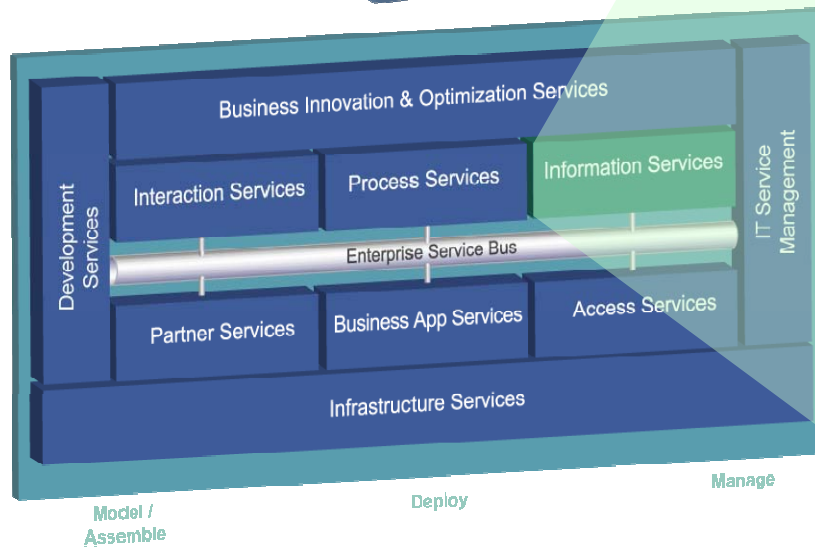 Business Innovation & Optimization Services
Development
Services
Interaction Services
Process Services
Information Services
IT Service
Management
Enterprise Service Bus
Partner Services
Business App Services
Access Services
Infrastructure Services
Model /
Assemble
Deploy
Manage